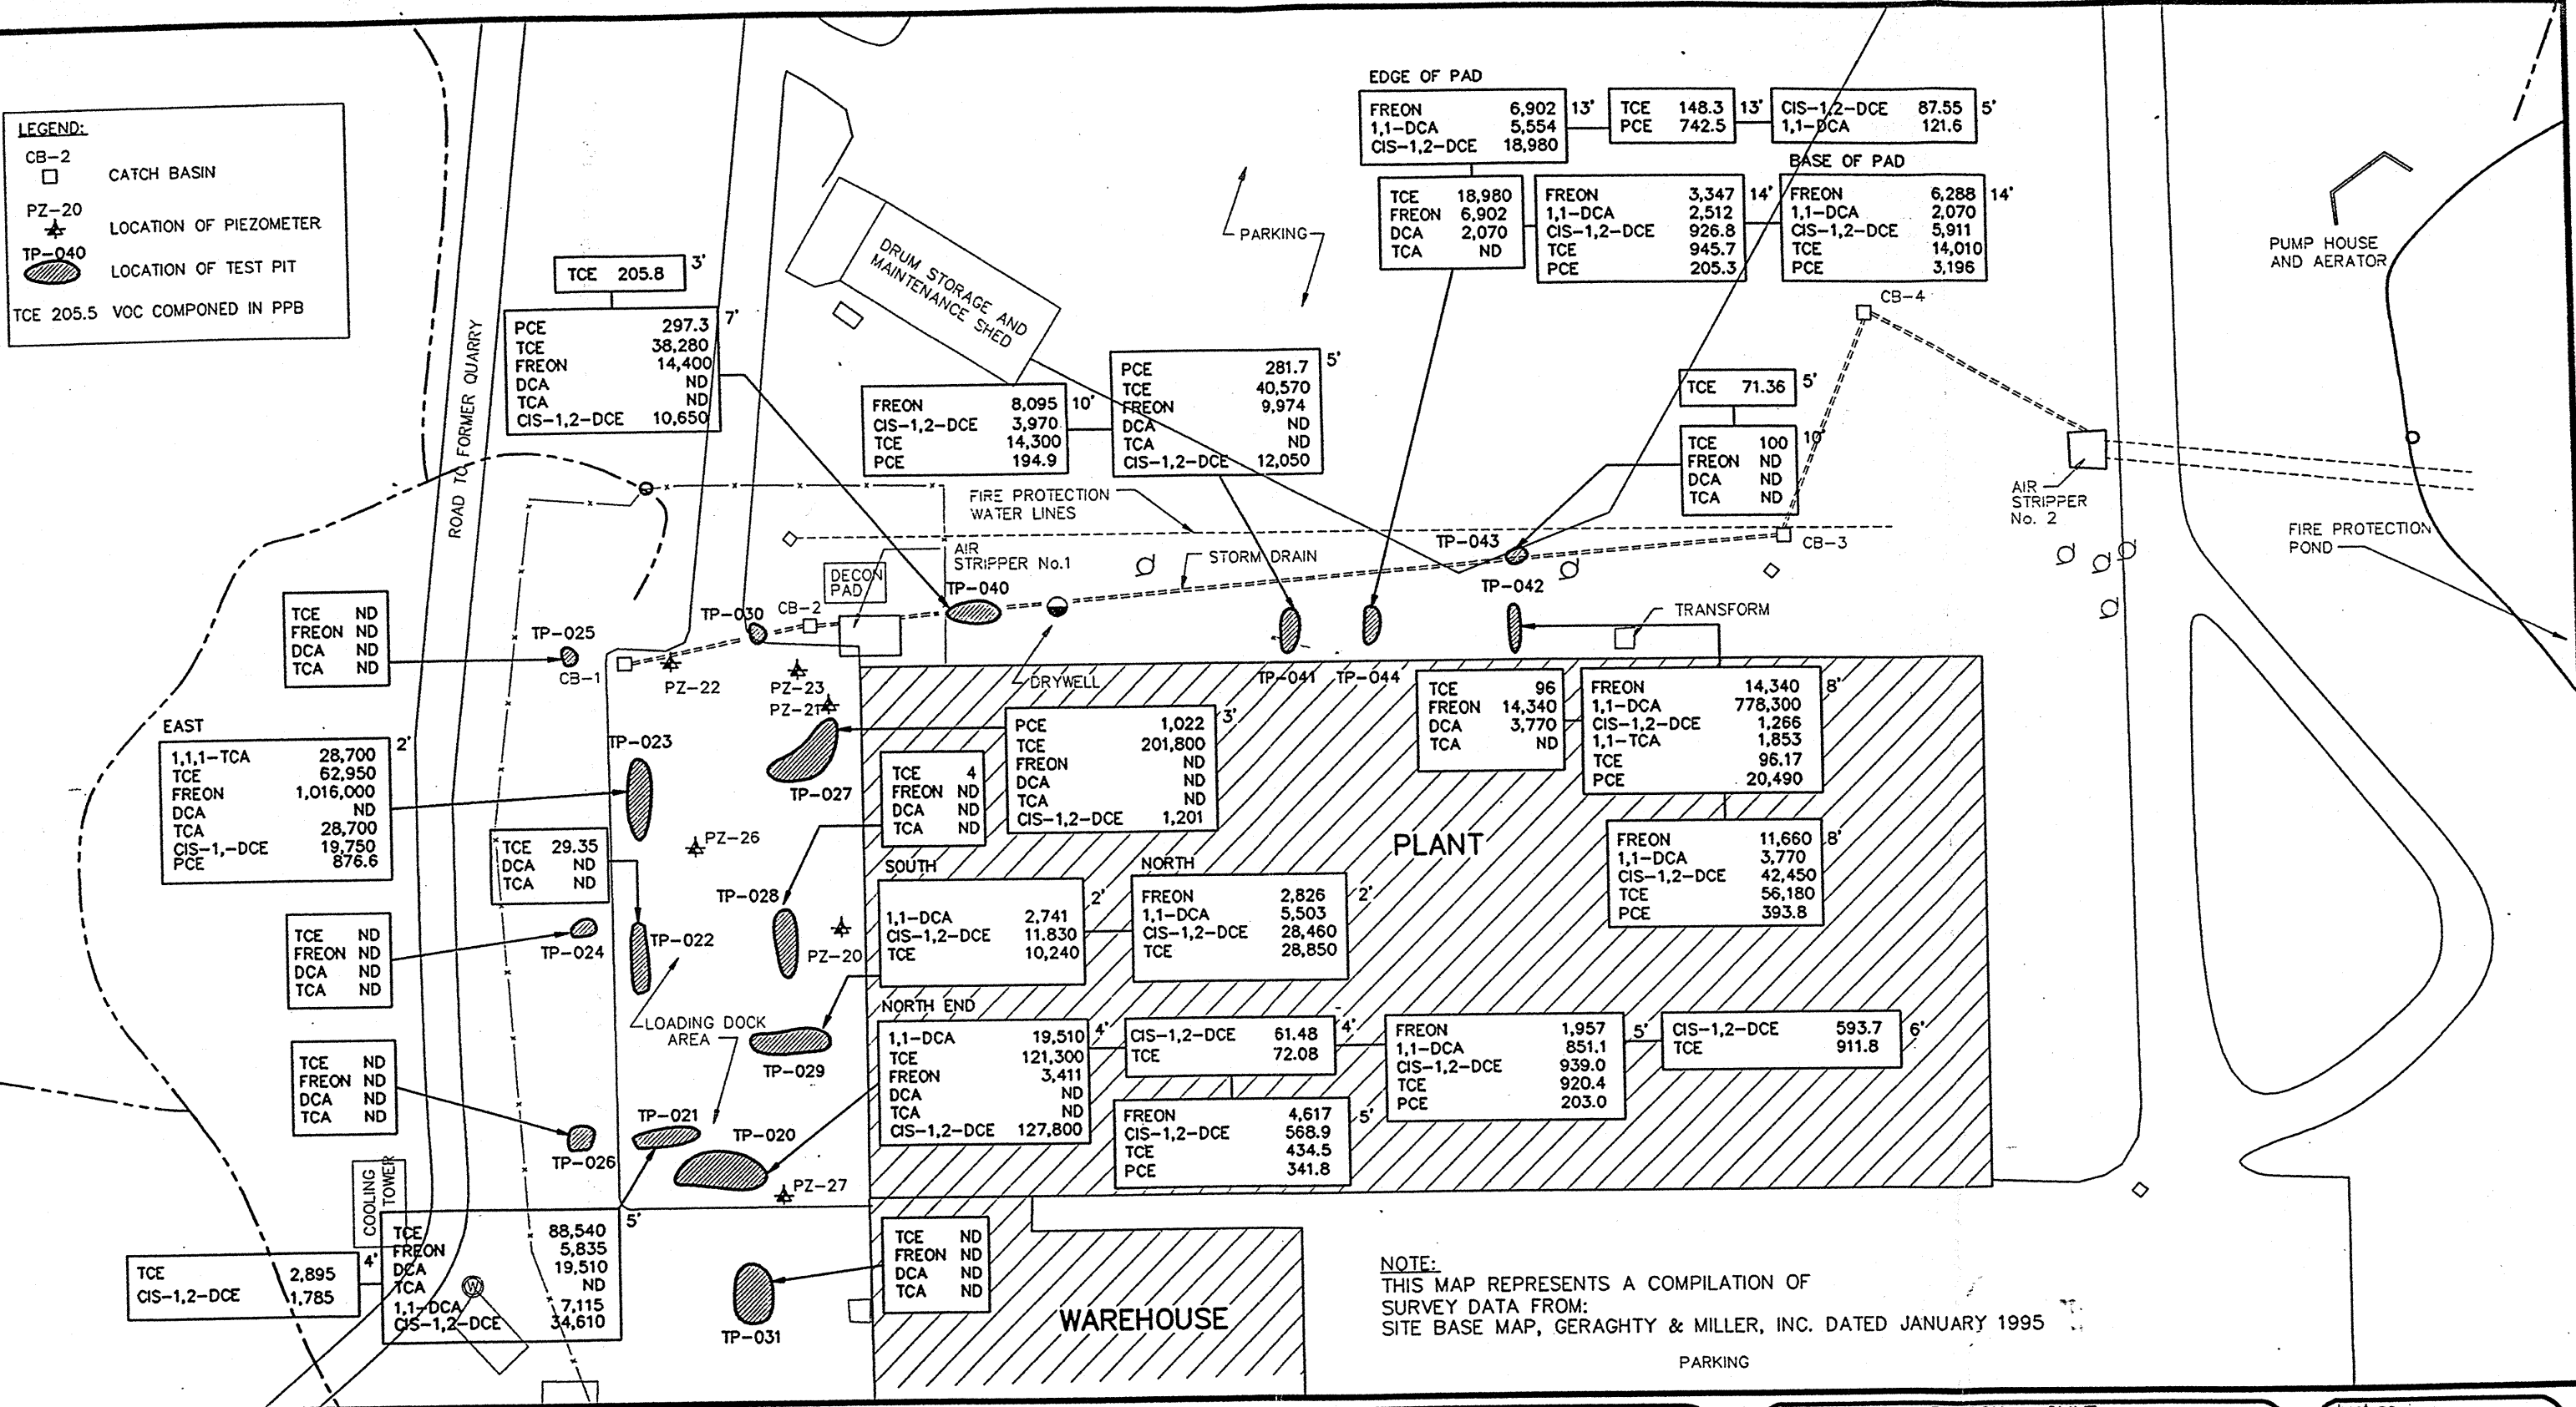 LEGEND:
CB-2
CATCH BASIN
PZ-20
LOCATION OF PIEZOMETER
TP-040
LOCATION OF TEST PIT
TCE 205.5 VOC COMPONED IN PPB
ROAD TO FORMER QUARRY
TCE 205.8
3'
PCE 297.3
TCE 38,280
FREON 14,400
DCA ND
TCA ND
CIS-1,2-DCE 10,650
7'
DRUM STORAGE AND
MAINTENANCE SHED
PARKING
EDGE OF PAD
FREON 6,902
1,1-DCA 5,554
CIS-1,2-DCE 18,980
13'
TCE 148.3
PCE 742.5
13'
CIS-1,2-DCE 87.55
1,1-DCA 121.6
5'
TCE 18,980
FREON 6,902
DCA 2,070
TCA ND
FREON 3,347
1,1-DCA 2,512
CIS-1,2-DCE 926.8
TCE 945.7
PCE 205.3
14'
BASE OF PAD
FREON 6,288
1,1-DCA 2,070
CIS-1,2-DCE 5,911
TCE 14,010
PCE 3,196
14'
PUMP HOUSE
AND AERATOR
CB-4
FREON 8,095
CIS-1,2-DCE 3,970
TCE 14,300
PCE 194.9
10'
PCE 281.7
TCE 40,570
FREON 9,974
DCA ND
TCA ND
CIS-1,2-DCE 12,050
5'
TCE 71.36
5'
TCE 100
FREON ND
DCA ND
TCA ND
10'
AIR
STRIPPER
No. 2
FIRE PROTECTION
POND
FIRE PROTECTION
WATER LINES
AIR
STRIPPER No.1
STORM DRAIN
TP-043
CB-3
DECON
PAD
TP-040
TP-042
TRANSFORM
TP-030
CB-2
TCE ND
FREON ND
DCA ND
TCA ND
TP-025
CB-1
PZ-22
PZ-23
PZ-21
DRYWELL
TP-041
TP-044
EAST
1,1,1-TCA 28,700
TCE 62,950
FREON 1,016,000
DCA ND
TCA 28,700
CIS-1,-DCE 19,750
PCE 876.6
2'
TP-023
TP-027
PCE 1,022
TCE 201,800
FREON ND
DCA ND
TCA ND
CIS-1,2-DCE 1,201
3'
TCE 4
FREON ND
DCA ND
TCA ND
TCE 96
FREON 14,340
DCA 3,770
TCA ND
FREON 14,340
1,1-DCA 778,300
CIS-1,2-DCE 1,266
1,1-TCA 1,853
TCE 96.17
PCE 20,490
8'
PLANT
FREON 11,660
1,1-DCA 3,770
CIS-1,2-DCE 42,450
TCE 56,180
PCE 393.8
8'
TCE 29.35
DCA ND
TCA ND
PZ-26
TP-028
PZ-20
TP-022
TCE ND
FREON ND
DCA ND
TCA ND
TP-024
SOUTH
1,1-DCA 2,741
CIS-1,2-DCE 11.830
TCE 10,240
2'
NORTH
FREON 2,826
1,1-DCA 5,503
CIS-1,2-DCE 28,460
TCE 28,850
2'
LOADING DOCK
AREA
TP-029
NORTH END
1,1-DCA 19,510
TCE 121,300
FREON 3,411
DCA ND
TCA ND
CIS-1,2-DCE 127,800
4'
CIS-1,2-DCE 61.48
TCE 72.08
4'
FREON 1,957
1,1-DCA 851.1
CIS-1,2-DCE 939.0
TCE 920.4
PCE 203.0
5'
CIS-1,2-DCE 593.7
TCE 911.8
6'
FREON 4,617
CIS-1,2-DCE 568.9
TCE 434.5
PCE 341.8
5'
TCE ND
FREON ND
DCA ND
TCA ND
TP-026
TP-021
TP-020
PZ-27
COOLING
TOWER
TCE 88,540
FREON 5,835
DCA 19,510
TCA ND
1,1-DCA 7,115
CIS-1,2-DCE 34,610
5'
TCE 2,895
CIS-1,2-DCE 1,785
4'
W
TCE ND
FREON ND
DCA ND
TCA ND
TP-031
WAREHOUSE
NOTE:
THIS MAP REPRESENTS A COMPILATION OF
SURVEY DATA FROM:
SITE BASE MAP, GERAGHTY & MILLER, INC. DATED JANUARY 1995
PARKING